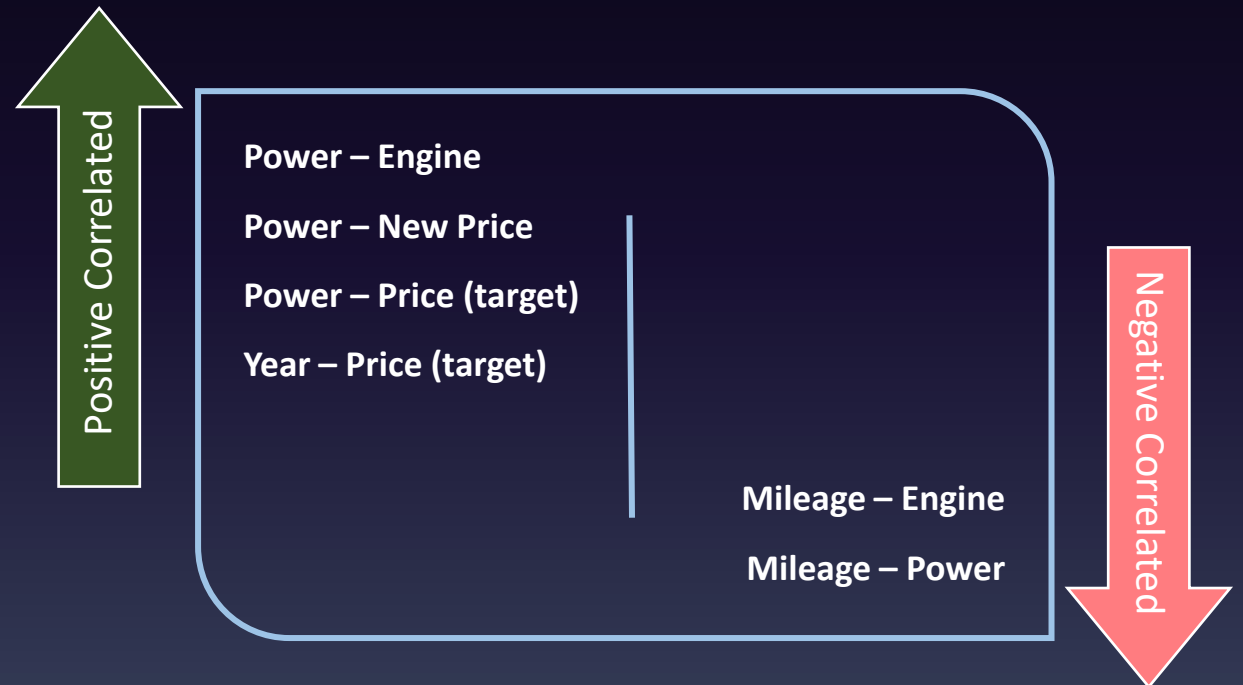 Positive Correlated
Power – Engine
Power – New Price
Power – Price (target)
Year – Price (target)
Mileage – Engine
Mileage – Power
Negative Correlated